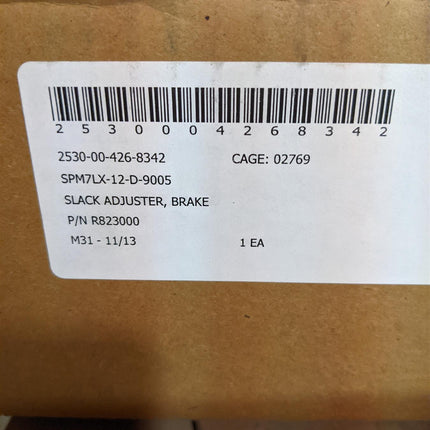 2530004268342
2530-00-426-8342 CAGE: 02769
SPM7LX-12-D-9005
SLACK ADJUSTER, BRAKE
P/N R823000
M31 - 11/13 1 EA